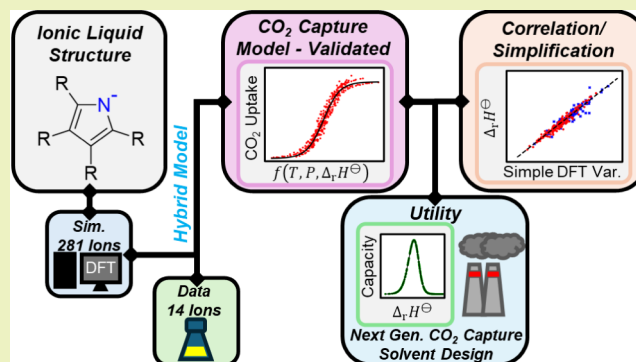 Ionic Liquid
Structure
N⁻
R
R
R
R
Sim.
281 Ions
DFT
Hybrid Model
Data
14 Ions
CO₂ Capture
Model - Validated
CO₂ Uptake
f(T, P, ΔᵣH^⊖)
Correlation/
Simplification
ΔᵣH^⊖
Simple DFT Var.
Utility
Capacity
ΔᵣH^⊖
Next Gen. CO₂ Capture
Solvent Design